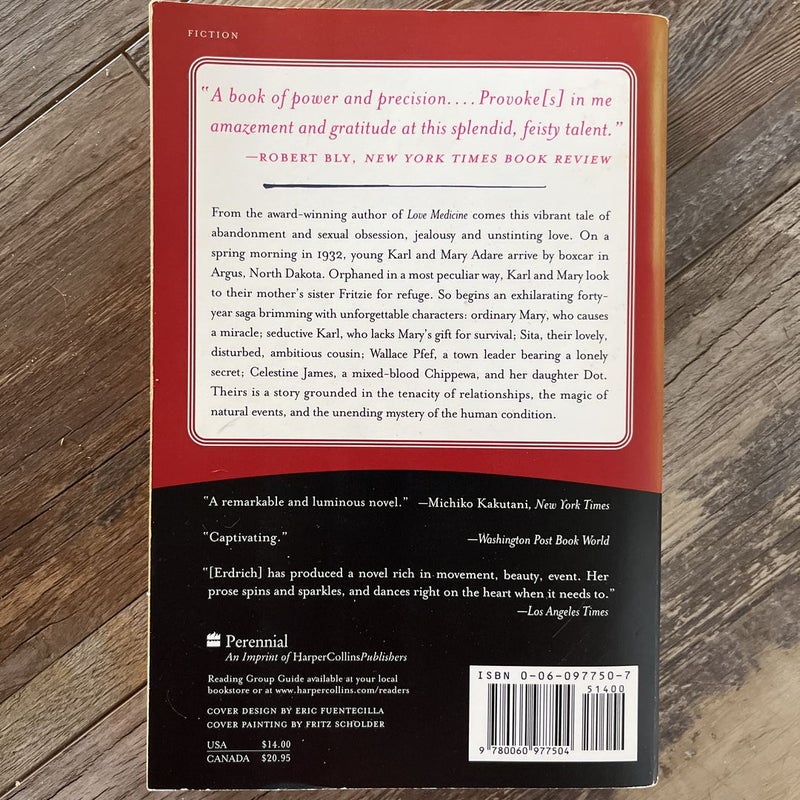 FICTION
"A book of power and precision.... Provoke[s] in me
amazement and gratitude at this splendid, feisty talent."
—ROBERT BLY, NEW YORK TIMES BOOK REVIEW
From the award-winning author of Love Medicine comes this vibrant tale of
abandonment and sexual obsession, jealousy and unstinting love. On a
spring morning in 1932, young Karl and Mary Adare arrive by boxcar in
Argus, North Dakota. Orphaned in a most peculiar way, Karl and Mary look
to their mother's sister Fritzie for refuge. So begins an exhilarating forty-
year saga brimming with unforgettable characters: ordinary Mary, who causes
a miracle; seductive Karl, who lacks Mary's gift for survival; Sita, their lovely,
disturbed, ambitious cousin; Wallace Pfef, a town leader bearing a lonely
secret; Celestine James, a mixed-blood Chippewa, and her daughter Dot.
Theirs is a story grounded in the tenacity of relationships, the magic of
natural events, and the unending mystery of the human condition.
"A remarkable and luminous novel." —Michiko Kakutani, New York Times
"Captivating." —Washington Post Book World
"[Erdrich] has produced a novel rich in movement, beauty, event. Her
prose spins and sparkles, and dances right on the heart when it needs to."
—Los Angeles Times
Perennial
An Imprint of HarperCollinsPublishers
Reading Group Guide available at your local
bookstore or at www.harpercollins.com/readers
COVER DESIGN BY ERIC FUENTECILLA
COVER PAINTING BY FRITZ SCHOLDER
USA $14.00
CANADA $20.95
ISBN 0-06-097750-7
51400
9 780060 977504